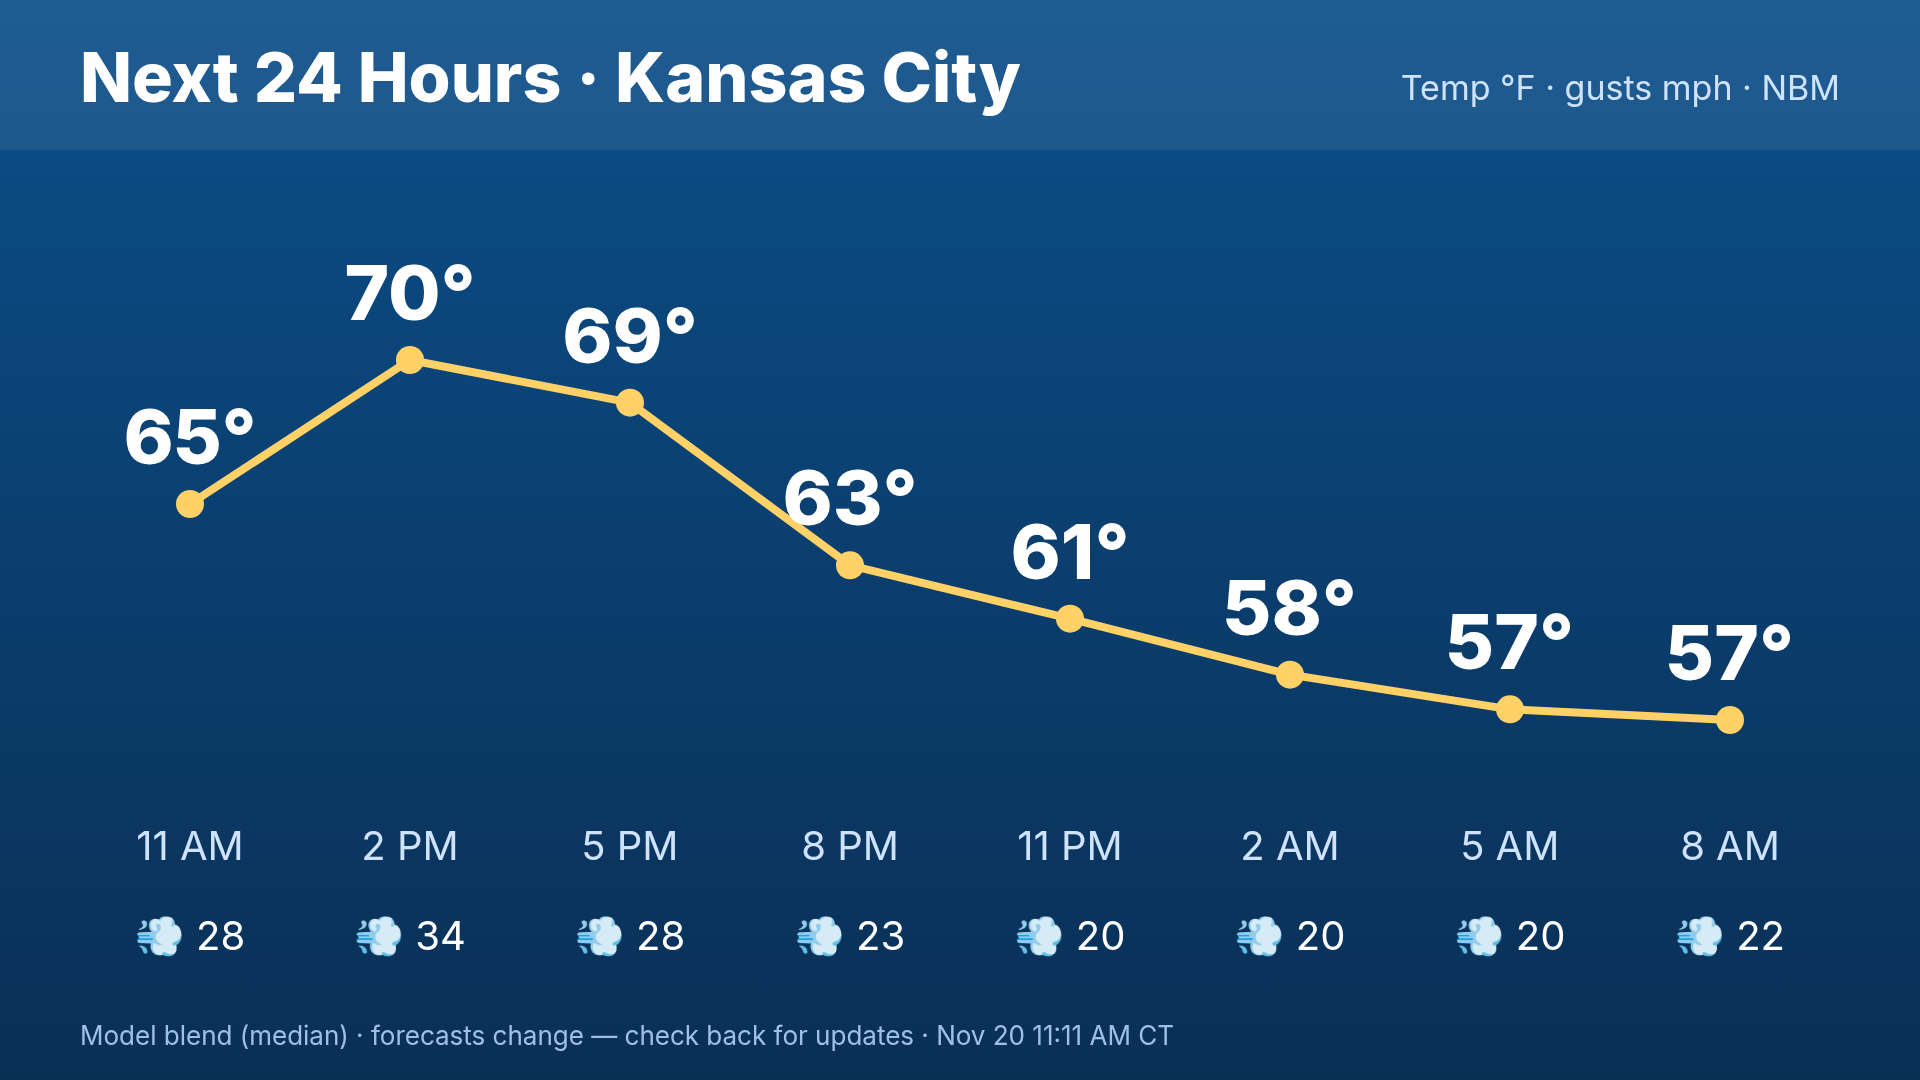 Next 24 Hours · Kansas City
Temp °F · gusts mph · NBM
65° 70° 69° 63° 61° 58° 57° 57°
11 AM 2 PM 5 PM 8 PM 11 PM 2 AM 5 AM 8 AM
💨 28 💨 34 💨 28 💨 23 💨 20 💨 20 💨 20 💨 22
Model blend (median) · forecasts change — check back for updates · Nov 20 11:11 AM CT